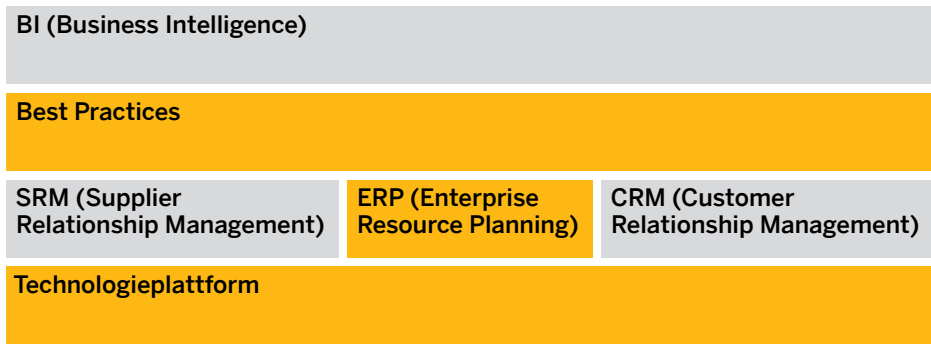 BI (Business Intelligence)
Best Practices
SRM (Supplier
Relationship Management)
ERP (Enterprise
Resource Planning)
CRM (Customer
Relationship Management)
Technologieplattform